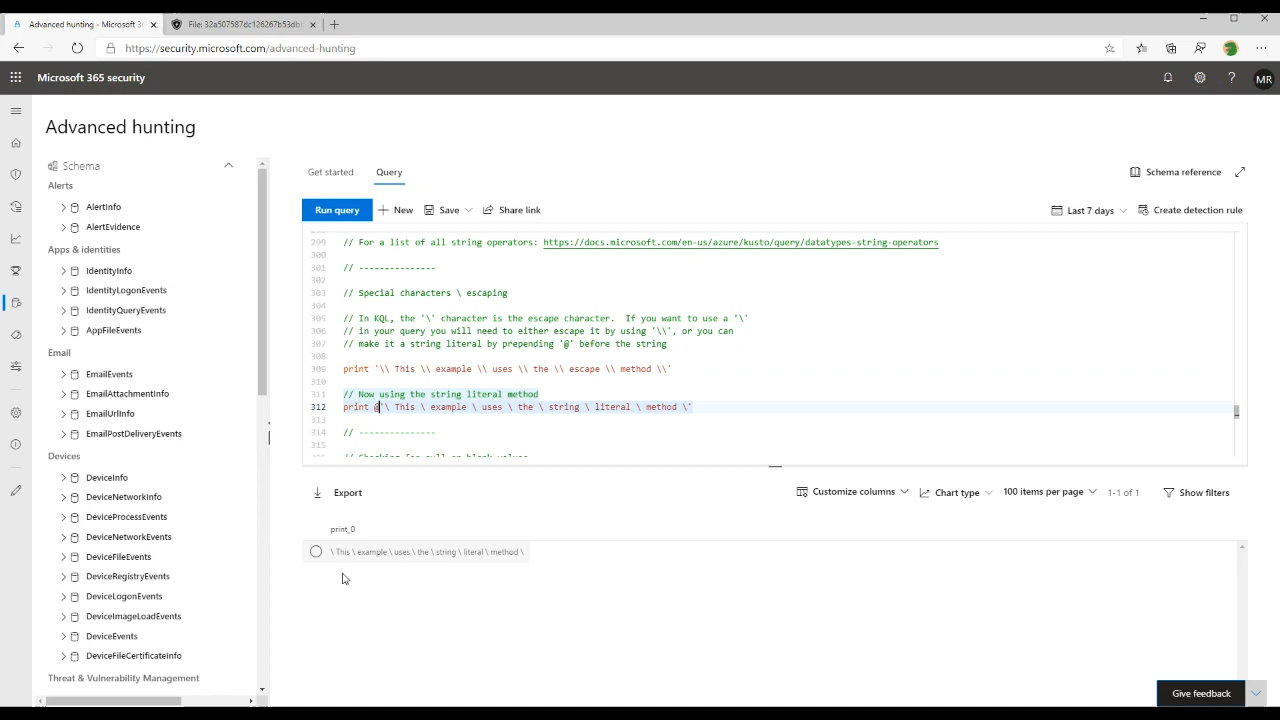 Advanced hunting - Microsoft 365
File: 32a507587dc126267b53dbb
https://security.microsoft.com/advanced-hunting
Microsoft 365 security
MR
Advanced hunting
Schema
Alerts
AlertInfo
AlertEvidence
Apps & identities
IdentityInfo
IdentityLogonEvents
IdentityQueryEvents
AppFileEvents
Email
EmailEvents
EmailAttachmentInfo
EmailUrlInfo
EmailPostDeliveryEvents
Devices
DeviceInfo
DeviceNetworkInfo
DeviceProcessEvents
DeviceNetworkEvents
DeviceFileEvents
DeviceRegistryEvents
DeviceLogonEvents
DeviceImageLoadEvents
DeviceEvents
DeviceFileCertificateInfo
Threat & Vulnerability Management
Get started Query
Schema reference
Run query New Save Share link
Last 7 days Create detection rule
299 // For a list of all string operators: https://docs.microsoft.com/en-us/azure/kusto/query/datatypes-string-operators
300
301 // ---------------
302
303 // Special characters \ escaping
304
305 // In KQL, the '\' character is the escape character.  If you want to use a '\'
306 // in your query you will need to either escape it by using '\\', or you can
307 // make it a string literal by prepending '@' before the string
308
309 print '\\ This \\ example \\ uses \\ the \\ escape \\ method \\'
310
311 // Now using the string literal method
312 print @'\ This \ example \ uses \ the \ string \ literal \ method \'
313
314 // ---------------
315
// Checking for null or blank values
Export
Customize columns Chart type 100 items per page 1-1 of 1 Show filters
print_0
\ This \ example \ uses \ the \ string \ literal \ method \
Give feedback